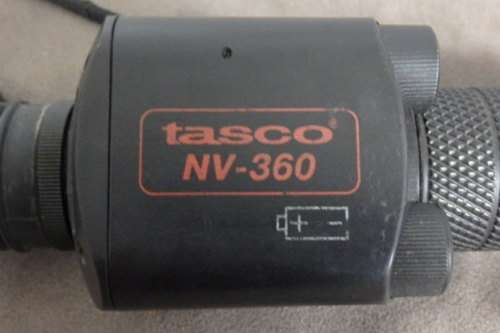 tasco®
NV-360
+ -